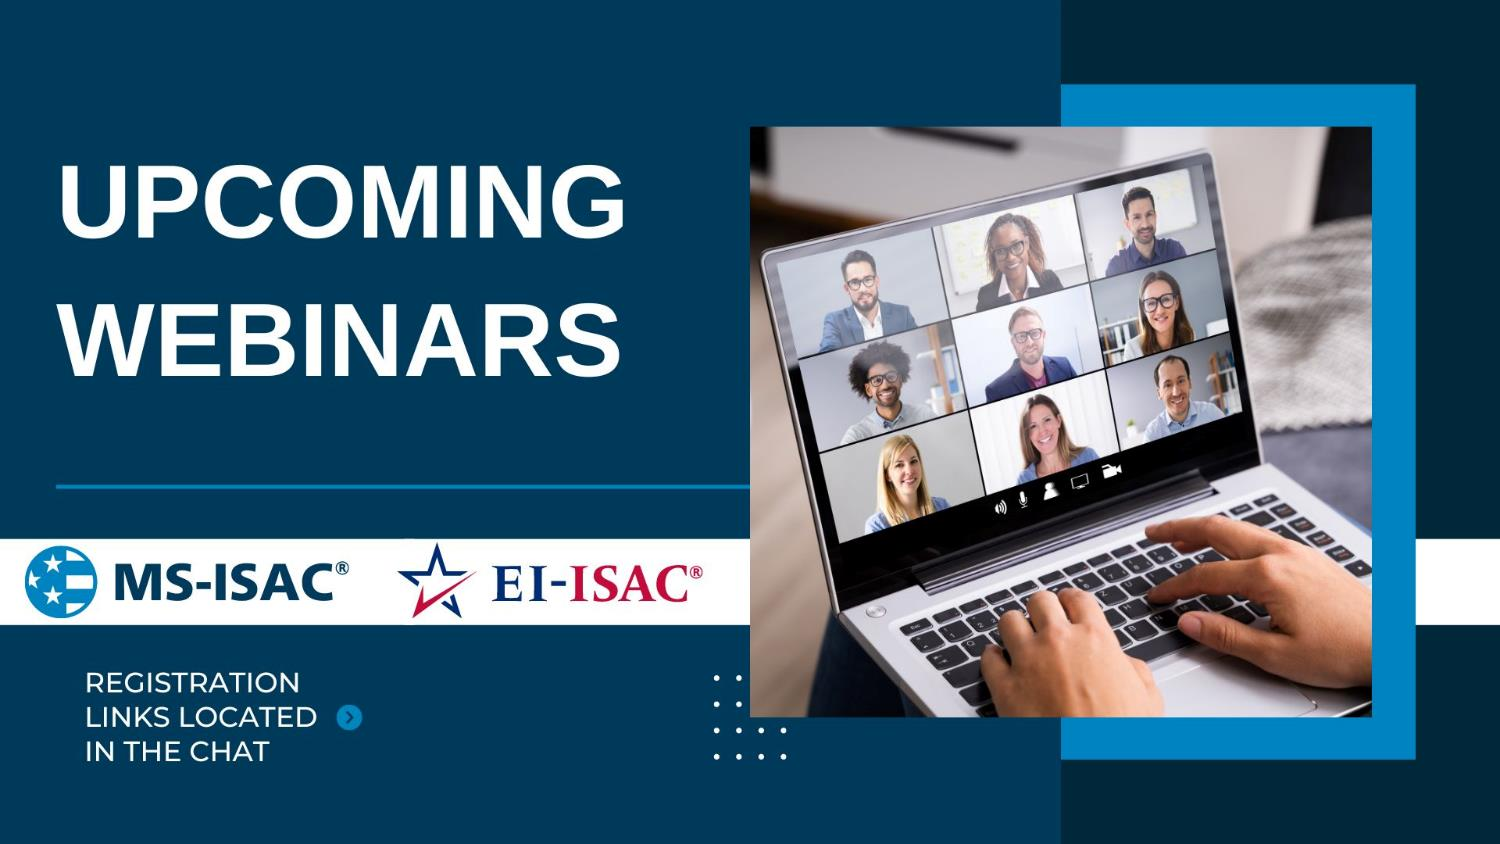 UPCOMING
WEBINARS
MS-ISAC®
EI-ISAC®
REGISTRATION
LINKS LOCATED
IN THE CHAT